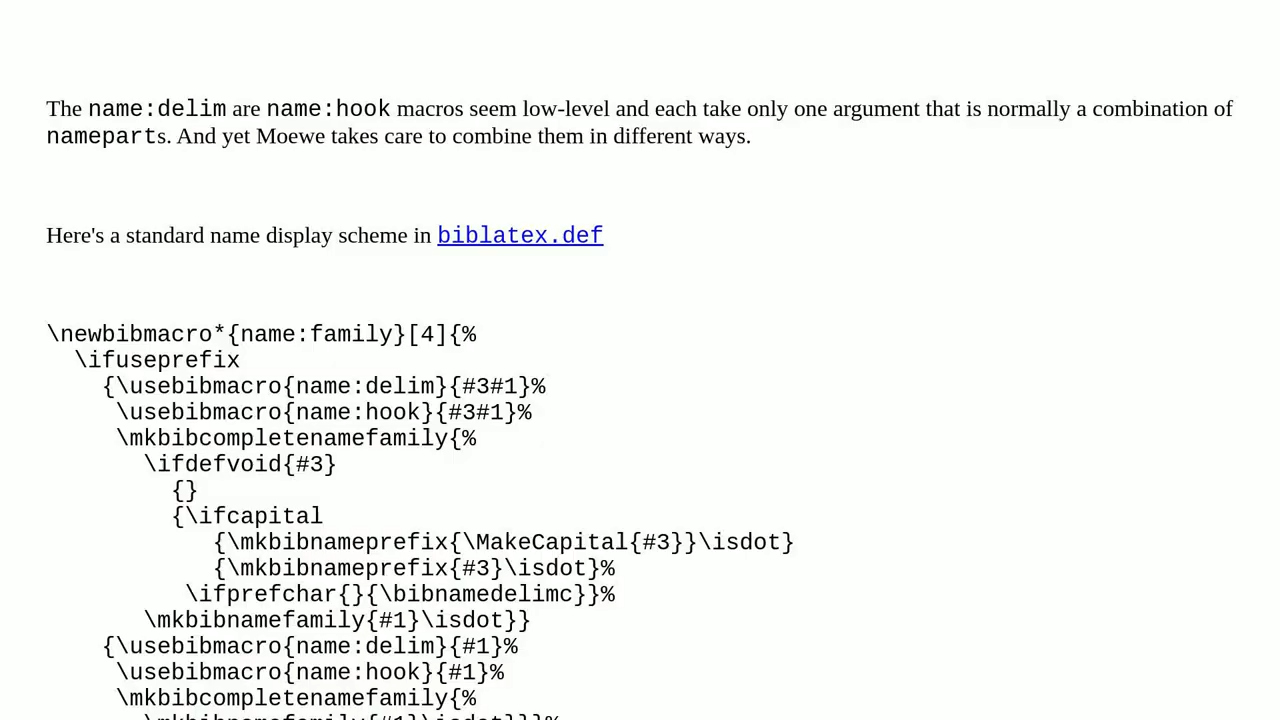 The name:delim are name:hook macros seem low-level and each take only one argument that is normally a combination of
nameparts. And yet Moewe takes care to combine them in different ways.
Here's a standard name display scheme in biblatex.def
\newbibmacro*{name:family}[4]{%
  \ifuseprefix
    {\usebibmacro{name:delim}{#3#1}%
     \usebibmacro{name:hook}{#3#1}%
     \mkbibcompletenamefamily{%
       \ifdefvoid{#3}
         {}
         {\ifcapital
            {\mkbibnameprefix{\MakeCapital{#3}}\isdot}
            {\mkbibnameprefix{#3}\isdot}%
          \ifprefchar{}{\bibnamedelimc}}%
       \mkbibnamefamily{#1}\isdot}}
    {\usebibmacro{name:delim}{#1}%
     \usebibmacro{name:hook}{#1}%
     \mkbibcompletenamefamily{%
       \mkbibnamefamily{#1}\isdot}}%